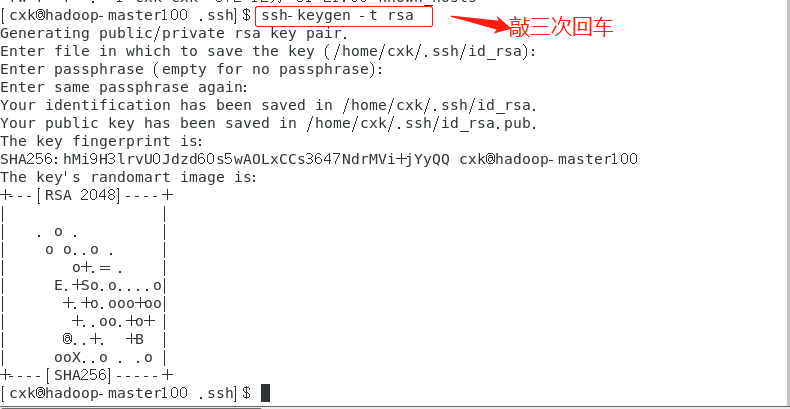 [cxk@hadoop-master100 .ssh]$ ssh-keygen -t rsa
敲三次回车
Generating public/private rsa key pair.
Enter file in which to save the key (/home/cxk/.ssh/id_rsa):
Enter passphrase (empty for no passphrase):
Enter same passphrase again:
Your identification has been saved in /home/cxk/.ssh/id_rsa.
Your public key has been saved in /home/cxk/.ssh/id_rsa.pub.
The key fingerprint is:
SHA256:hMi9H3lrvU0Jdzd60s5wAOLxCCs3647NdrMVi+jYyQQ cxk@hadoop-master100
The key's randomart image is:
+---[RSA 2048]----+
|                 |
|   . o .         |
|    o o..o .     |
|       o+.= .    |
|     E.+So.o....o|
|      +.+o.ooo+oo|
|       +..oo.+o+ |
|      @..+.  +B  |
|     ooX..o . .o |
+----[SHA256]-----+
[cxk@hadoop-master100 .ssh]$